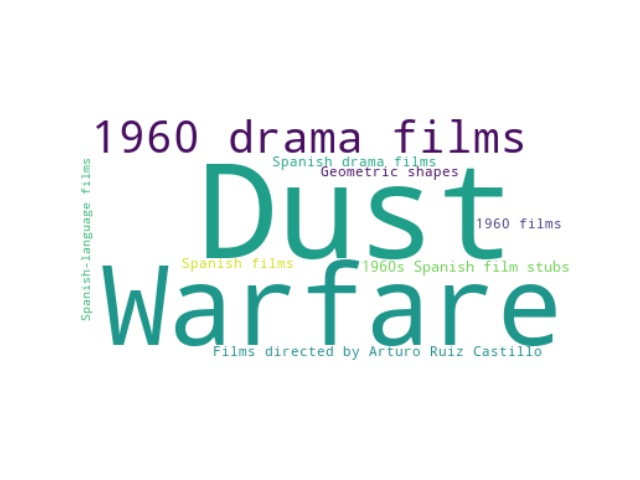 1960 drama films
Spanish drama films
Geometric shapes
Dust
1960 films
Spanish-language films
Spanish films
1960s Spanish film stubs
Warfare
Films directed by Arturo Ruiz Castillo